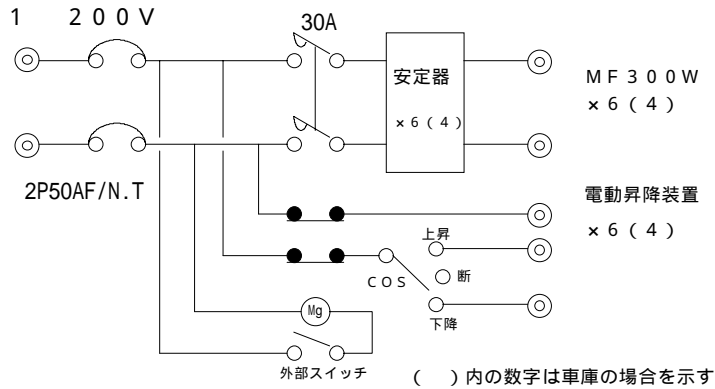 1 200V
30A
安定器
×6(4)
MF300W
×6(4)
2P50AF/N.T
電動昇降装置
×6(4)
上昇
COS
断
下降
Mg
外部スイッチ
( )内の数字は車庫の場合を示す